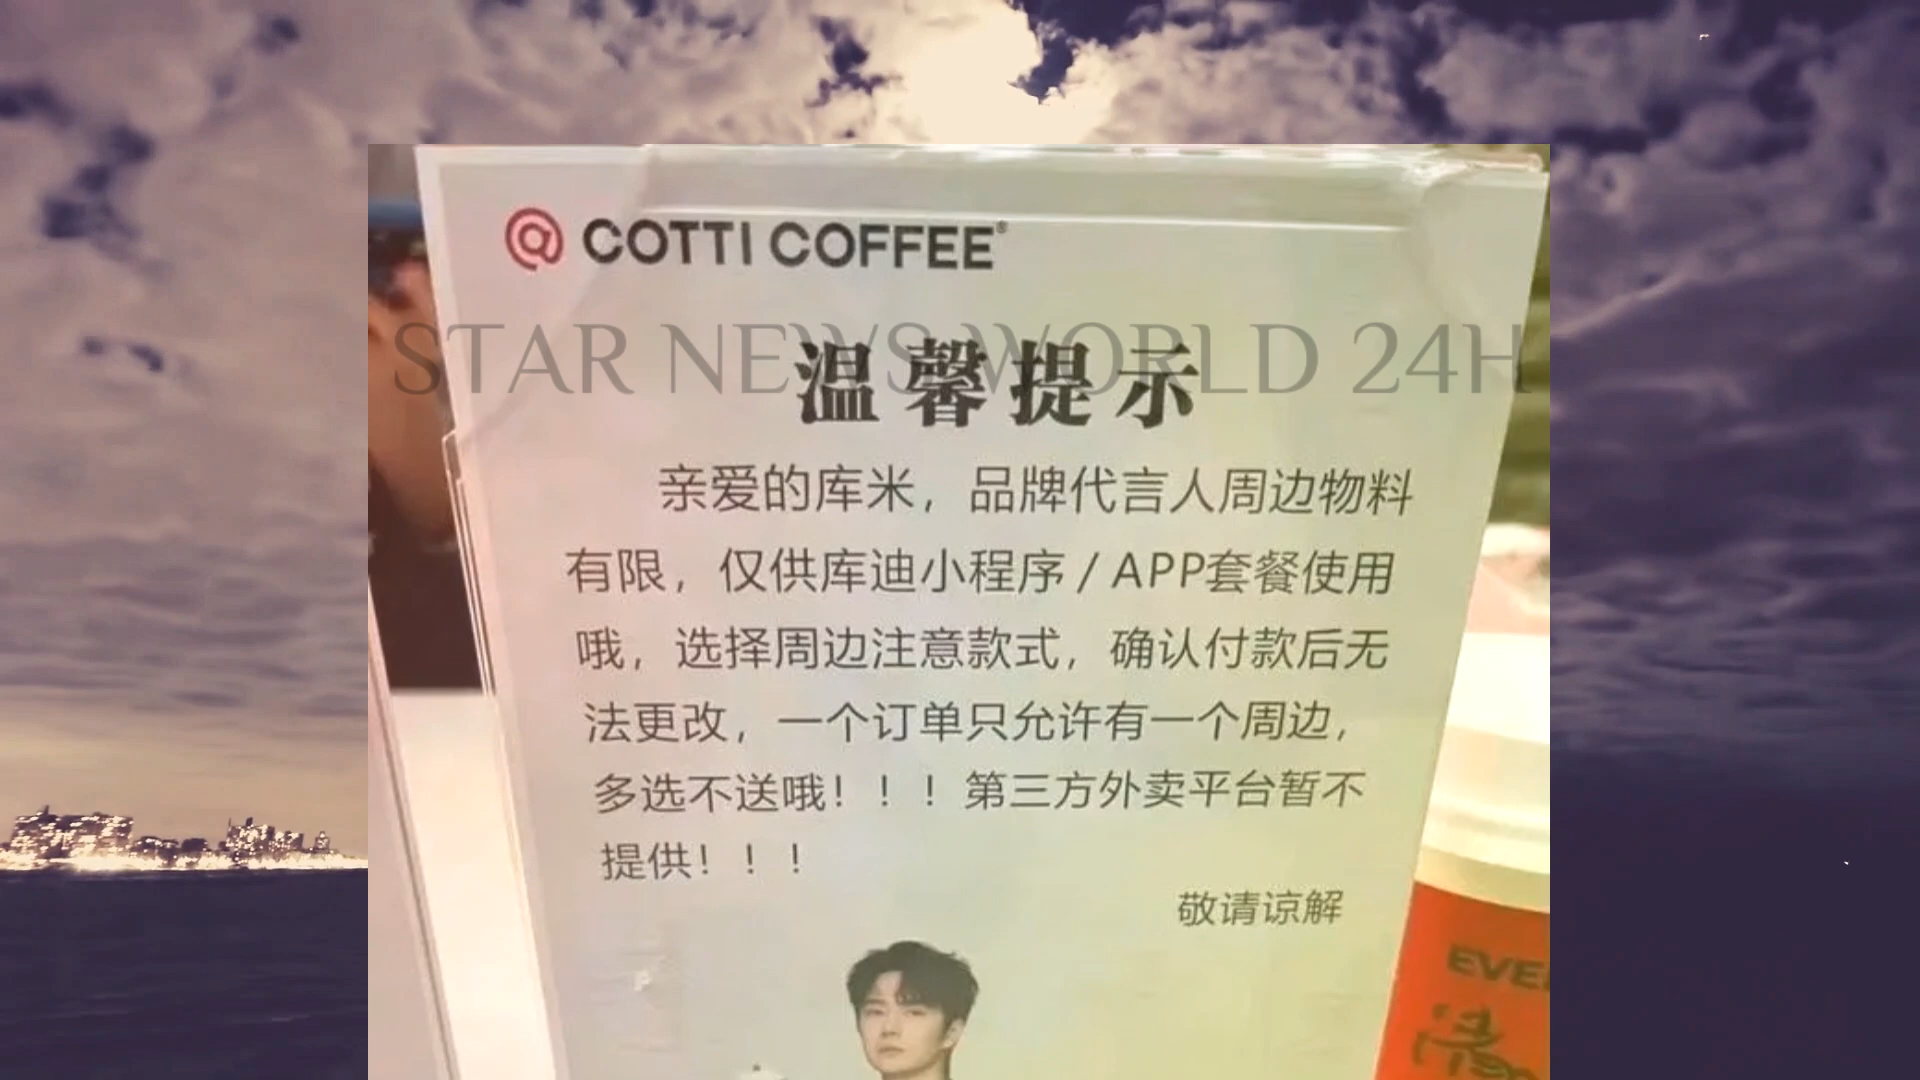 COTTI COFFEE®
STAR NEWS WORLD 24H
温馨提示
亲爱的库米，品牌代言人周边物料
有限，仅供库迪小程序/APP套餐使用
哦，选择周边注意款式，确认付款后无
法更改，一个订单只允许有一个周边，
多选不送哦！！！第三方外卖平台暂不
提供！！！
敬请谅解